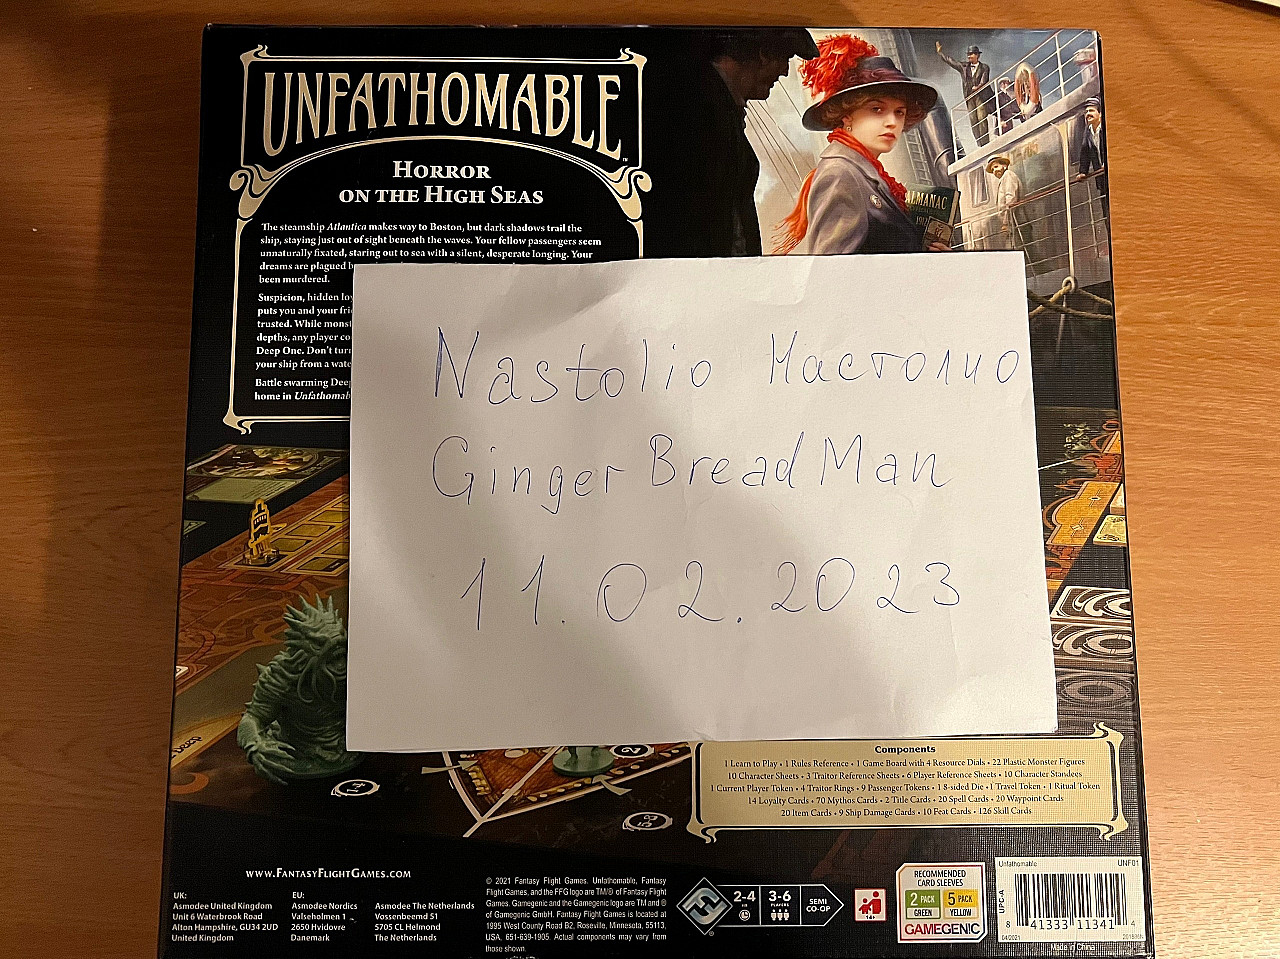 UNFATHOMABLE
HORROR
ON THE HIGH SEAS
The steamship Atlantica makes way to Boston, but dark shadows trail the
ship, staying just out of sight beneath the waves. Your fellow passengers seem
unnaturally fixated, staring out to sea with a silent, desperate longing. Your
dreams are plagued
been murdered.
Suspicion, hidden
puts you and your
trusted. While
depths, any player
Deep One. Don't
your ship from a
Battle swarming
home in
ALMANAC
Nastolio Настолио
Ginger Bread Man
11.02.2023
Components
1 Learn to Play • 1 Rules Reference • 1 Game Board with 4 Resource Dials • 22 Plastic Monster Figures
10 Character Sheets • 3 Traitor Reference Sheets • 6 Player Reference Sheets • 10 Character Standees
1 Current Player Token • 4 Traitor Rings • 9 Passenger Tokens • 1 8-sided Die • 1 Travel Token • 1 Ritual Token
14 Loyalty Cards • 70 Mythos Cards • 2 Title Cards • 20 Spell Cards • 20 Waypoint Cards
20 Item Cards • 9 Ship Damage Cards • 10 Feat Cards • 126 Skill Cards
WWW.FANTASYFLIGHTGAMES.COM
UK:
Asmodee United Kingdom
Unit 6 Waterbrook Road
Alton Hampshire, GU34 2UD
United Kingdom
EU:
Asmodee Nordics
Valseholmen 1
2650 Hvidovre
Danemark
Asmodee The Netherlands
Vossenbeemd 51
5705 CL Helmond
The Netherlands
© 2021 Fantasy Flight Games. Unfathomable, Fantasy
Flight Games, and the FFG logo are TM/® of Fantasy Flight
Games. Gamegenic and the Gamegenic logo are TM and ®
of Gamegenic GmbH. Fantasy Flight Games is located at
1995 West County Road B2, Roseville, Minnesota, 55113,
USA, 651-639-1905. Actual components may vary from
those shown.
2-4
3-6
PLAYERS
SEMI
CO-OP
14+
RECOMMENDED
CARD SLEEVES
2 PACK
GREEN
5 PACK
YELLOW
GAMEGENIC
Unfathomable UNF01
UPC-A
8 41333 11341 4
04/2021
Made in China